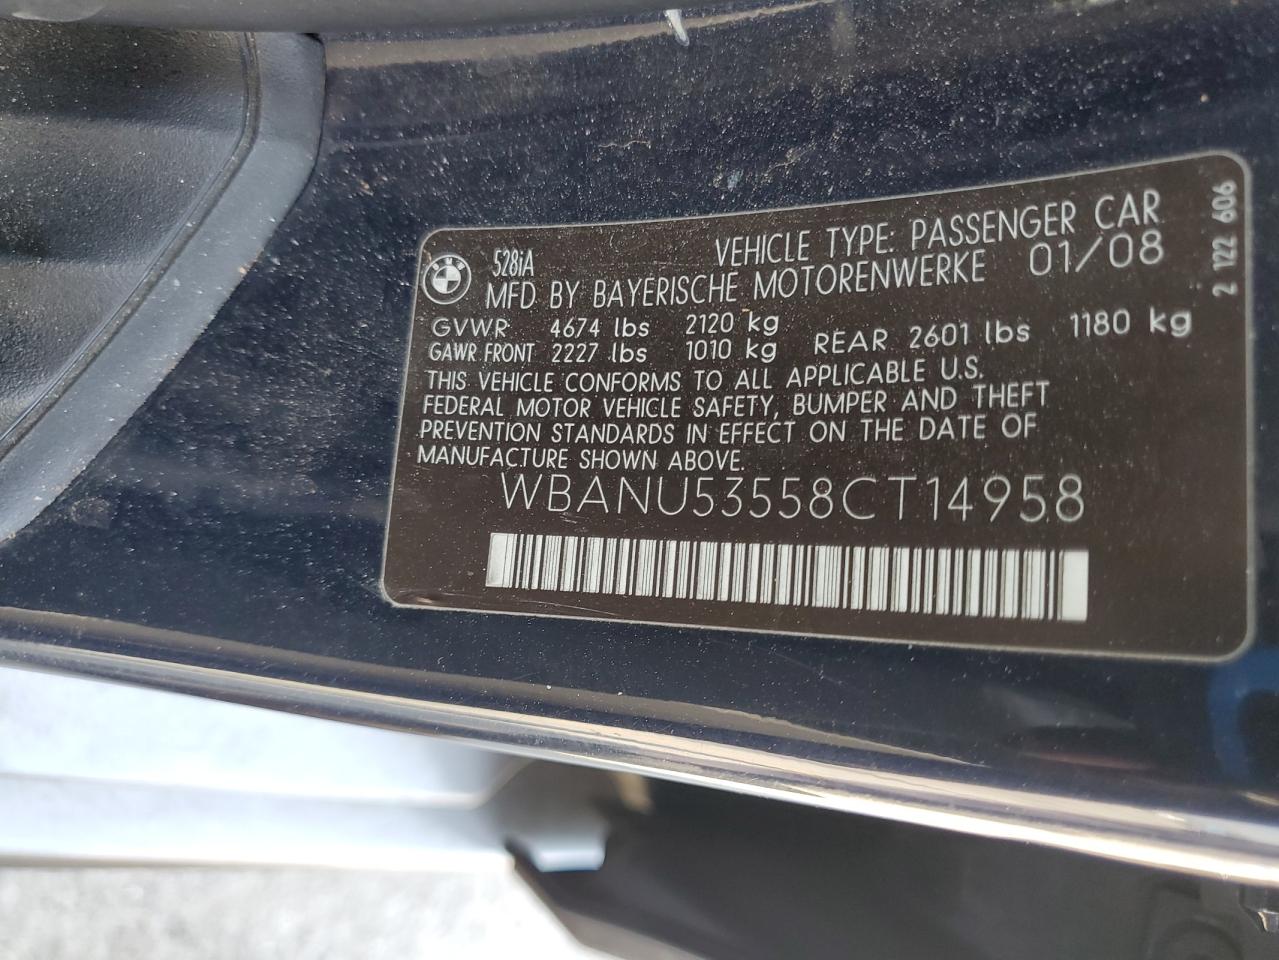 528iA VEHICLE TYPE: PASSENGER CAR
MFD BY BAYERISCHE MOTORENWERKE 01/08
GVWR 4674 lbs 2120 kg
GAWR FRONT 2227 lbs 1010 kg REAR 2601 lbs 1180 kg
THIS VEHICLE CONFORMS TO ALL APPLICABLE U.S.
FEDERAL MOTOR VEHICLE SAFETY, BUMPER AND THEFT
PREVENTION STANDARDS IN EFFECT ON THE DATE OF
MANUFACTURE SHOWN ABOVE.
WBANU53558CT14958
2 122 606